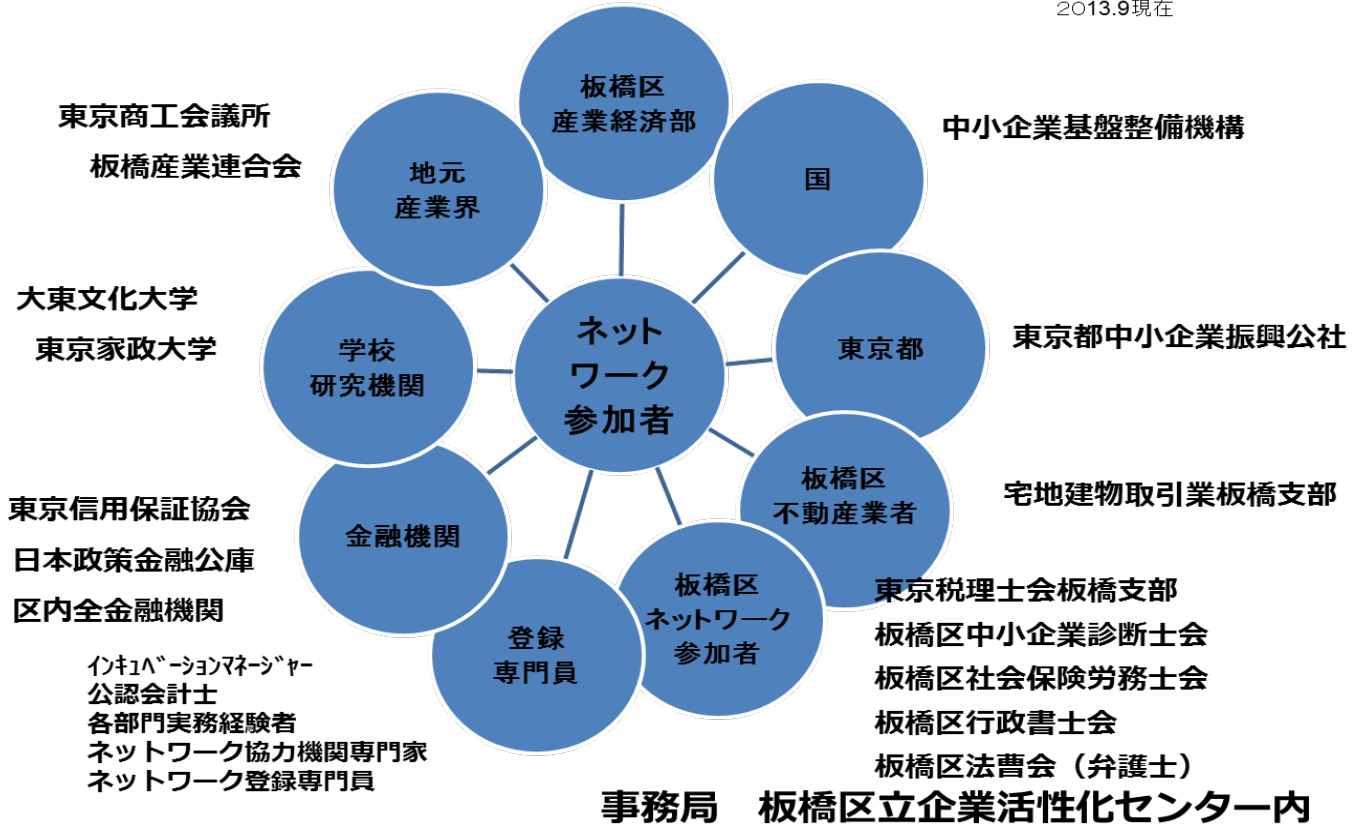 2013.9現在
板橋区
産業経済部
東京商工会議所
板橋産業連合会
地元
産業界
国
中小企業基盤整備機構
大東文化大学
東京家政大学
学校
研究機関
ネット
ワーク
参加者
東京都
東京都中小企業振興公社
東京信用保証協会
日本政策金融公庫
区内全金融機関
金融機関
板橋区
不動産業者
宅地建物取引業板橋支部
インキュベーションマネージャー
公認会計士
各部門実務経験者
ネットワーク協力機関専門家
ネットワーク登録専門員
登録
専門員
板橋区
ネットワーク
参加者
東京税理士会板橋支部
板橋区中小企業診断士会
板橋区社会保険労務士会
板橋区行政書士会
板橋区法曹会（弁護士）
事務局　板橋区立企業活性化センター内